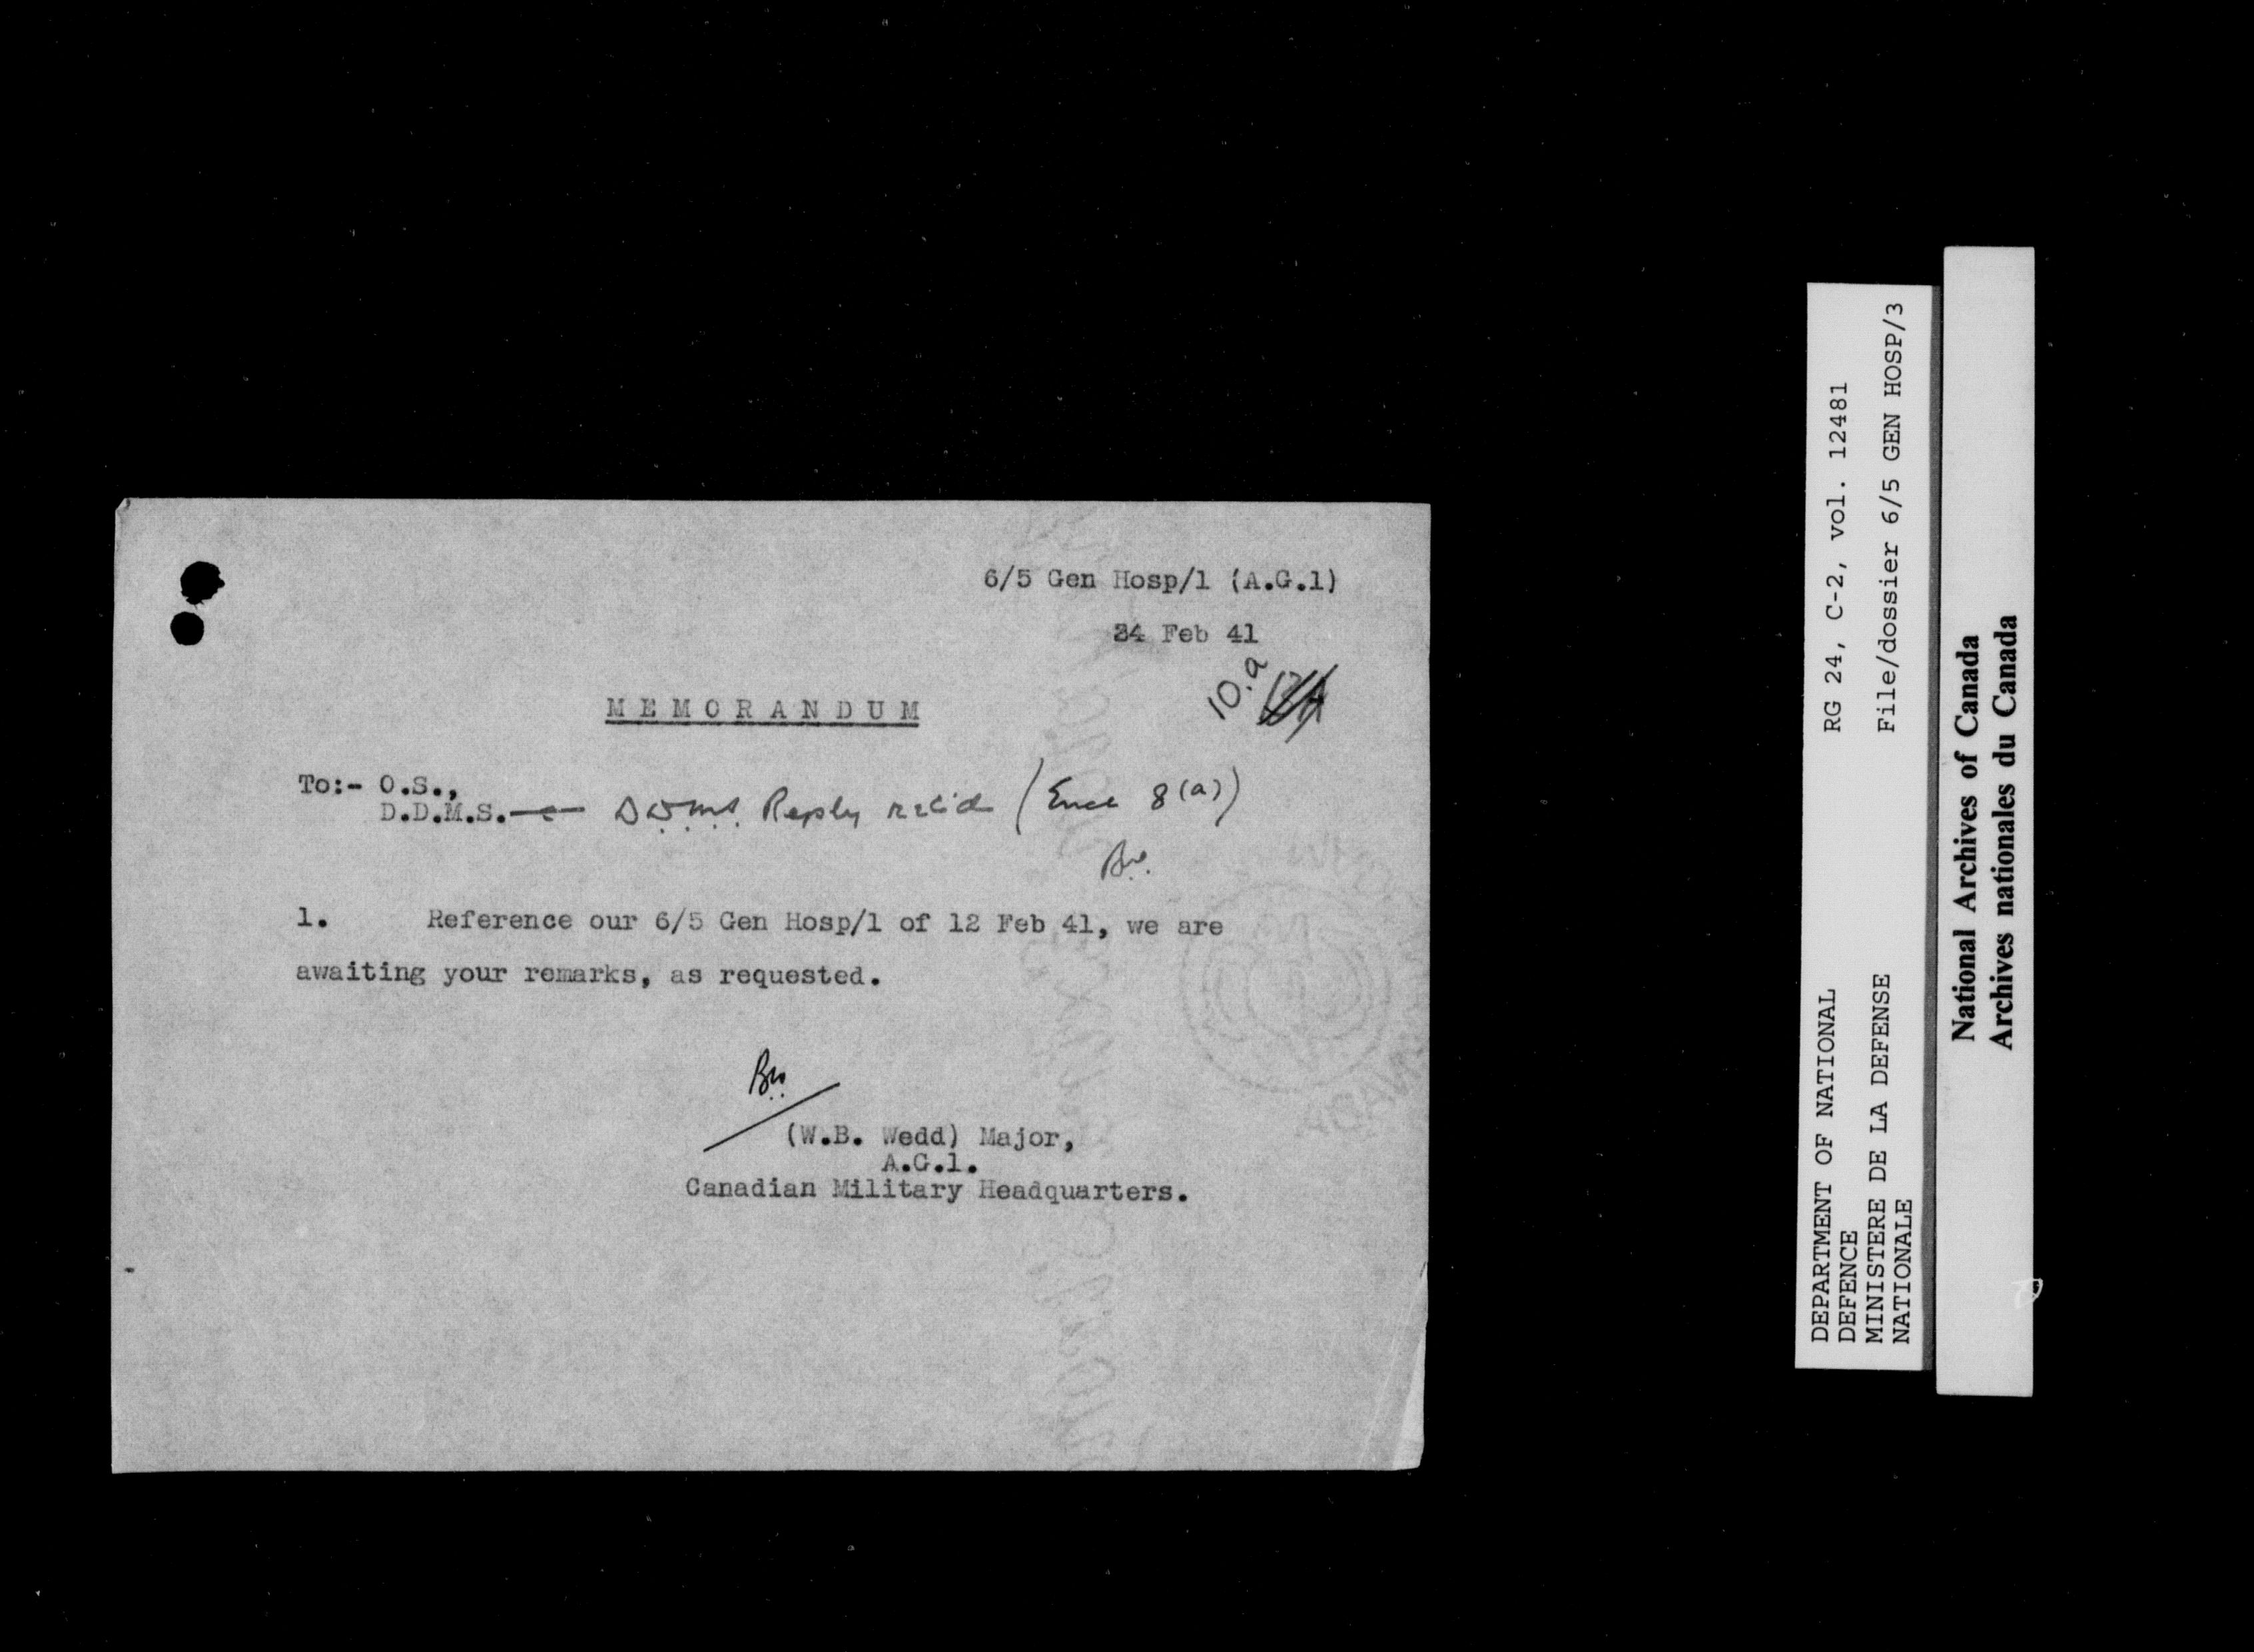 6/5 Gen Hosp/1 (A.G.1)
24 Feb 41
10.a
MEMORANDUM
To:- O.S.,
D.D.M.S. DDMS. Reply rec'd (Encl 8(a))
1. Reference our 6/5 Gen Hosp/1 of 12 Feb 41, we are
awaiting your remarks, as requested.
(W.B. Wedd) Major,
A.G.1.
Canadian Military Headquarters.
DEPARTMENT OF NATIONAL
DEFENCE
MINISTERE DE LA DEFENSE
NATIONALE
RG 24, C-2, vol. 12481
File/dossier 6/5 GEN HOSP/3
National Archives of Canada
Archives nationales du Canada